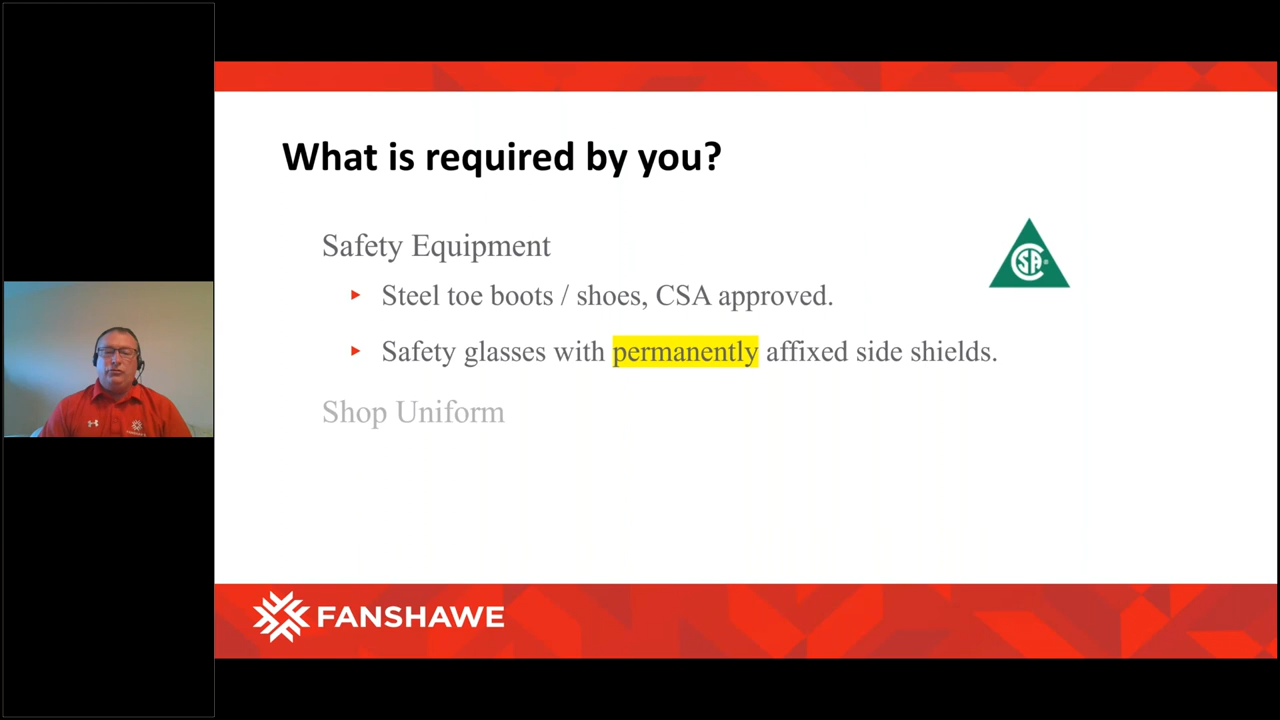 What is required by you?
Safety Equipment
Steel toe boots / shoes, CSA approved.
Safety glasses with permanently affixed side shields.
Shop Uniform
CSA
FANSHAWE